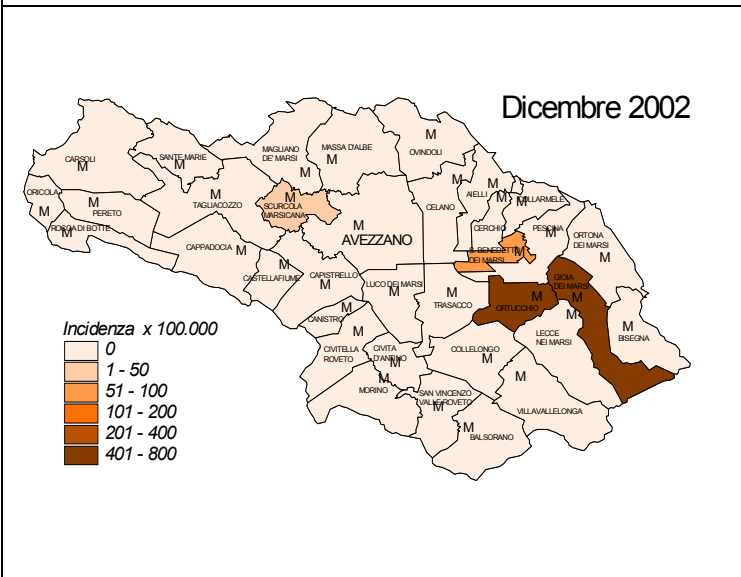 Dicembre 2002
CARSOLI
M
SANTE MARIE
M
MAGLIANO
DE' MARSI
M
MASSA D'ALBE
M
M
OVINDOLI
ORICOLA
M
M
PERETO
ROCCA DI BOTTE
M
M
TAGLIACOZZO
M
SCURCOLA
MARSICANA
M
AVEZZANO
M
CELANO
M
AIELLI
M
CERCHIO
M
COLLARMELE
M
PESCINA
M
ORTONA
DEI MARSI
M
S. BENEDETTO
DEI MARSI
M
CAPPADOCIA
M
CASTELLAFIUME
M
CAPISTRELLO
M
LUCO DEI MARSI
M
M
TRASACCO
M
ORTUCCHIO
GIOIA
DEI MARSI
M
M
BISEGNA
M
LECCE
NEI MARSI
M
CANISTRO
M
CIVITELLA
ROVETO
CIVITA
D'ANTINO
M
COLLELONGO
M
M
MORINO
SAN VINCENZO
VALLE ROVETO
M
M
VILLAVALLELONGA
M
BALSORANO
Incidenza x 100.000
0
1 - 50
51 - 100
101 - 200
201 - 400
401 - 800